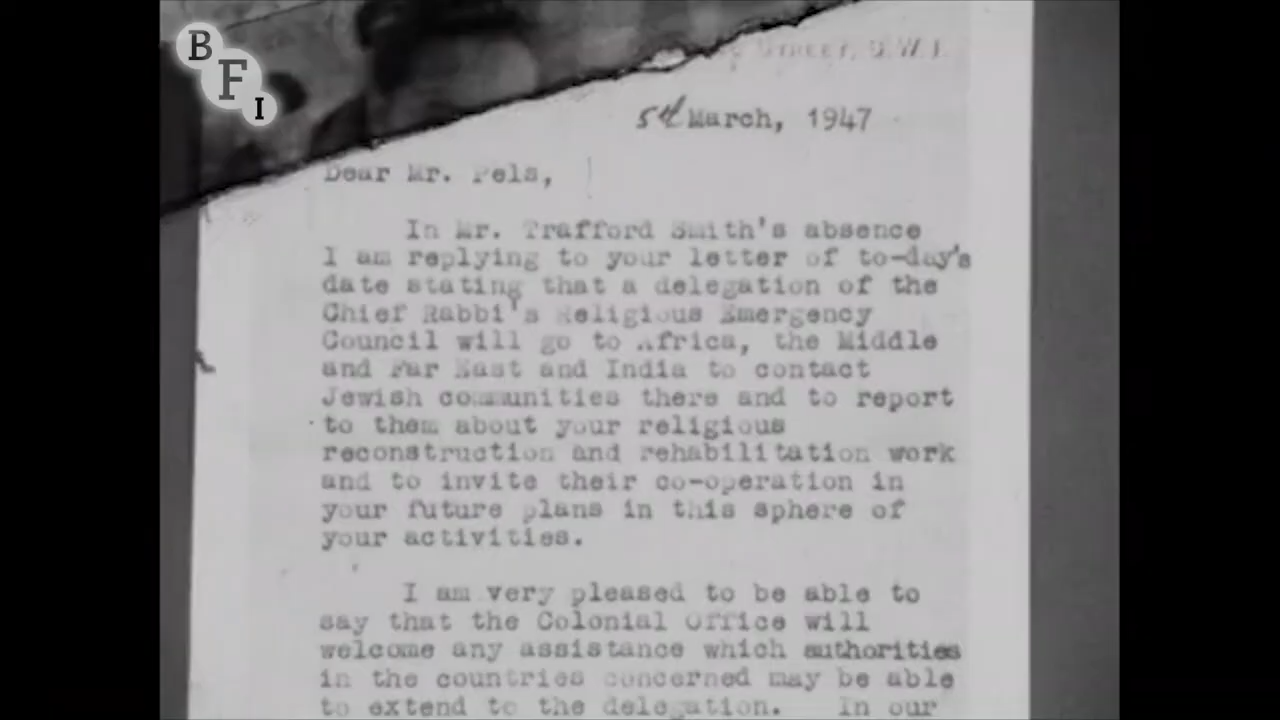 BFI
STREET, S.W.1.
5th March, 1947
Dear Mr. Fels,
In Mr. Trafford Smith's absence
I am replying to your letter of to-day's
date stating that a delegation of the
Chief Rabbi's Religious Emergency
Council will go to Africa, the Middle
and Far East and India to contact
Jewish communities there and to report
to them about your religious
reconstruction and rehabilitation work
and to invite their co-operation in
your future plans in this sphere of
your activities.
I am very pleased to be able to
say that the Colonial Office will
welcome any assistance which authorities
in the countries concerned may be able
to extend to the delegation. In our